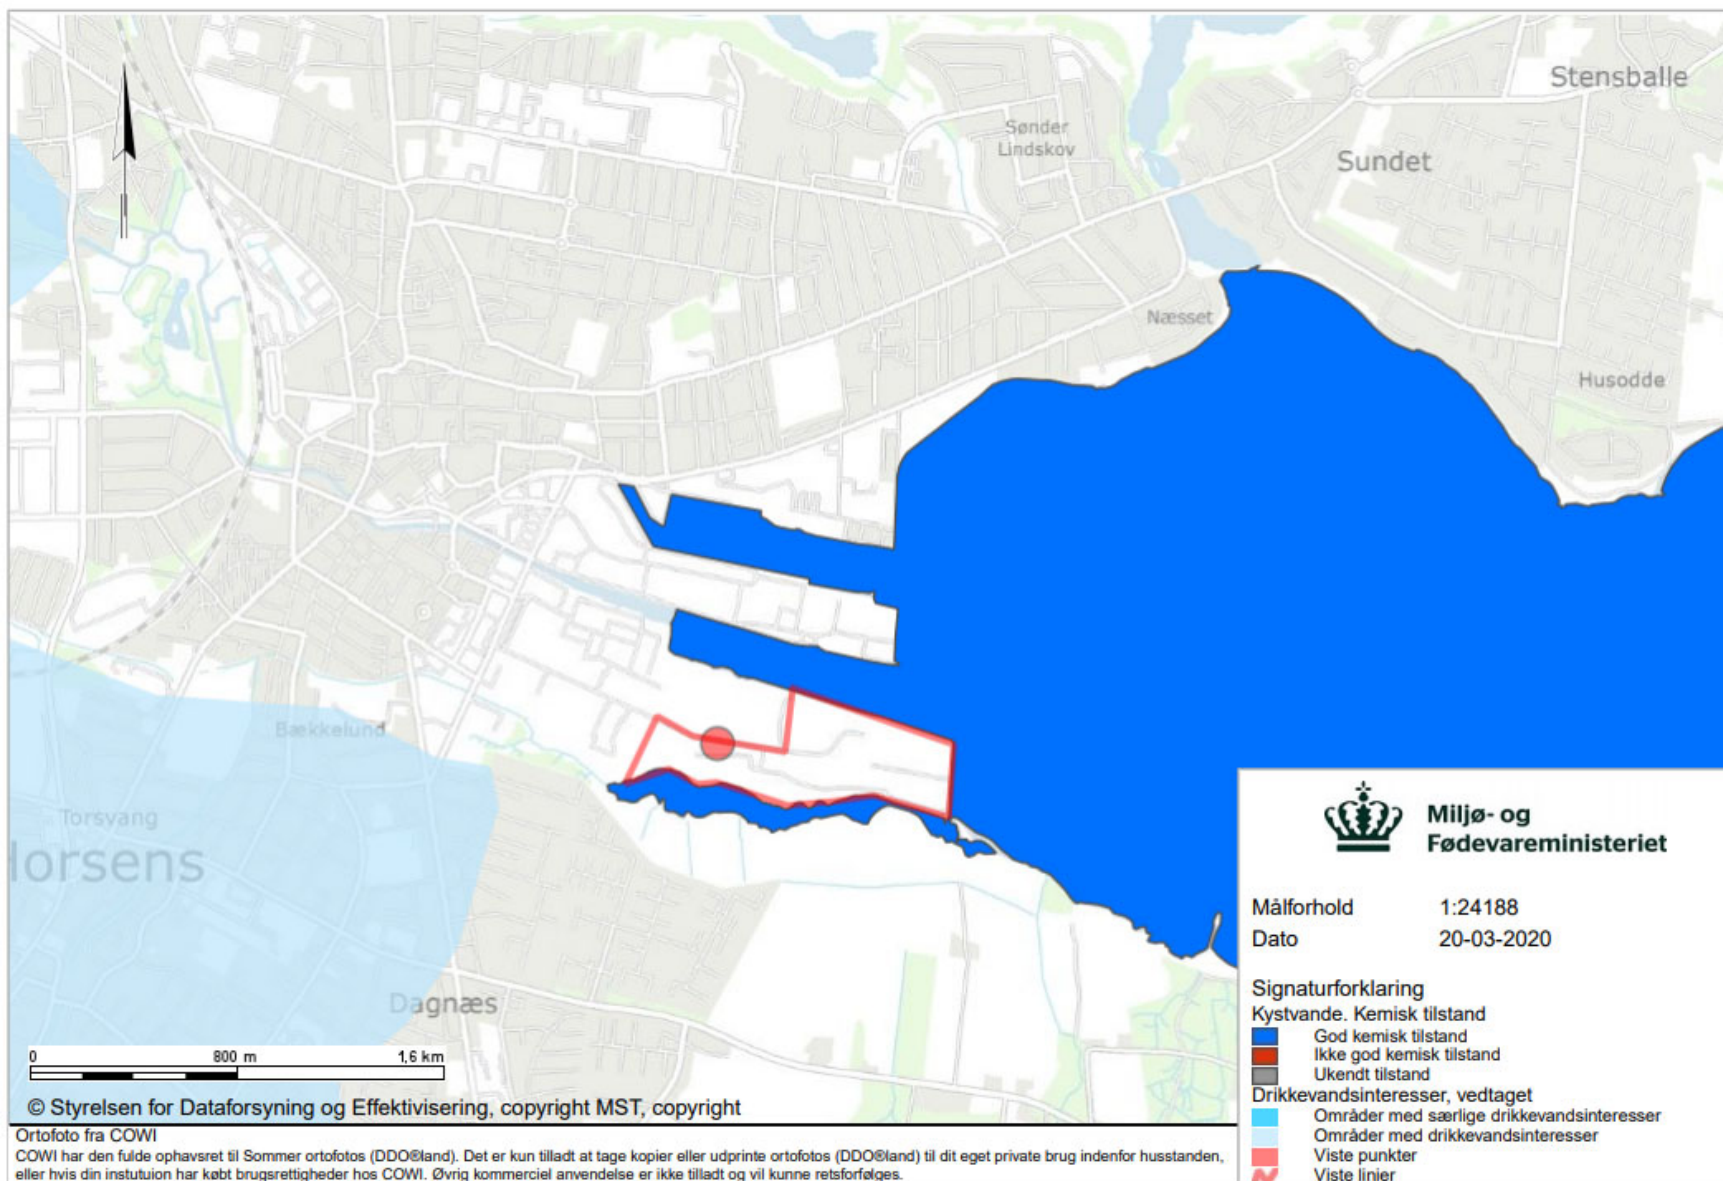 Stensballe
Sønder
Lindskov
Sundet
Næsset
Husodde
Bækkelund
Torsvang
Horsens
Dagnæs
0 800 m 1,6 km
© Styrelsen for Dataforsyning og Effektivisering, copyright MST, copyright
Ortofoto fra COWI
COWI har den fulde ophavsret til Sommer ortofotos (DDO®land). Det er kun tilladt at tage kopier eller udprinte ortofotos (DDO®land) til dit eget private brug indenfor husstanden,
eller hvis din instutuion har købt brugsrettigheder hos COWI. Øvrig kommerciel anvendelse er ikke tilladt og vil kunne retsforfølges.
Miljø- og
Fødevareministeriet
Målforhold 1:24188
Dato 20-03-2020
Signaturforklaring
Kystvande. Kemisk tilstand
God kemisk tilstand
Ikke god kemisk tilstand
Ukendt tilstand
Drikkevandsinteresser, vedtaget
Områder med særlige drikkevandsinteresser
Områder med drikkevandsinteresser
Viste punkter
Viste linjer